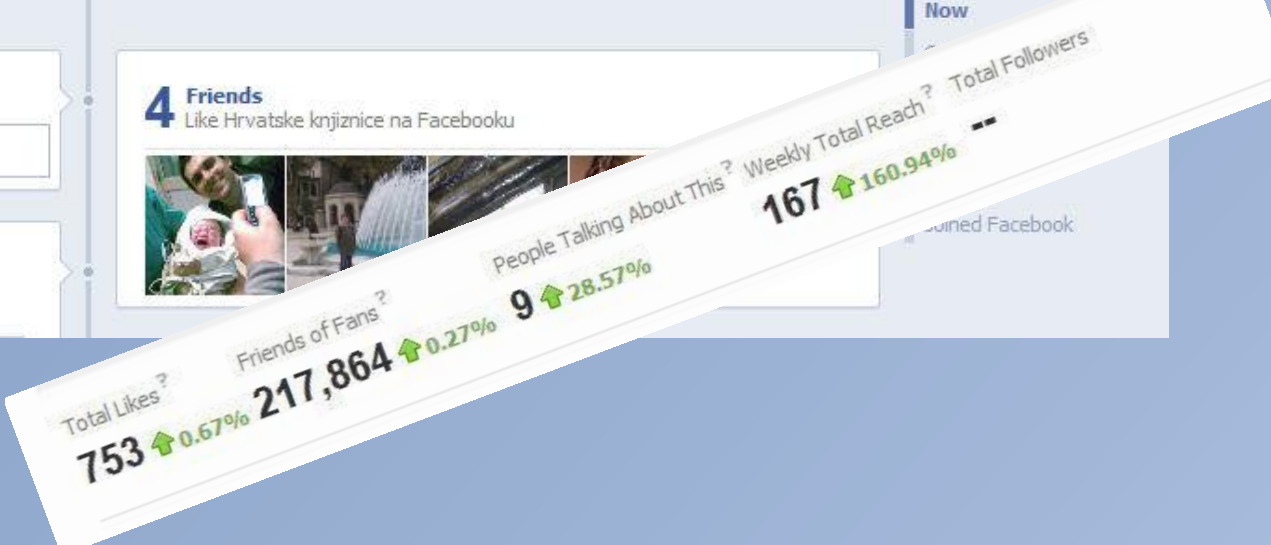 Now
4 Friends
Like Hrvatske knjiznice na Facebooku
Joined Facebook
Total Likes?
753 0.67%
Friends of Fans?
217,864 0.27%
People Talking About This?
9 28.57%
Weekly Total Reach?
167 160.94%
Total Followers
--